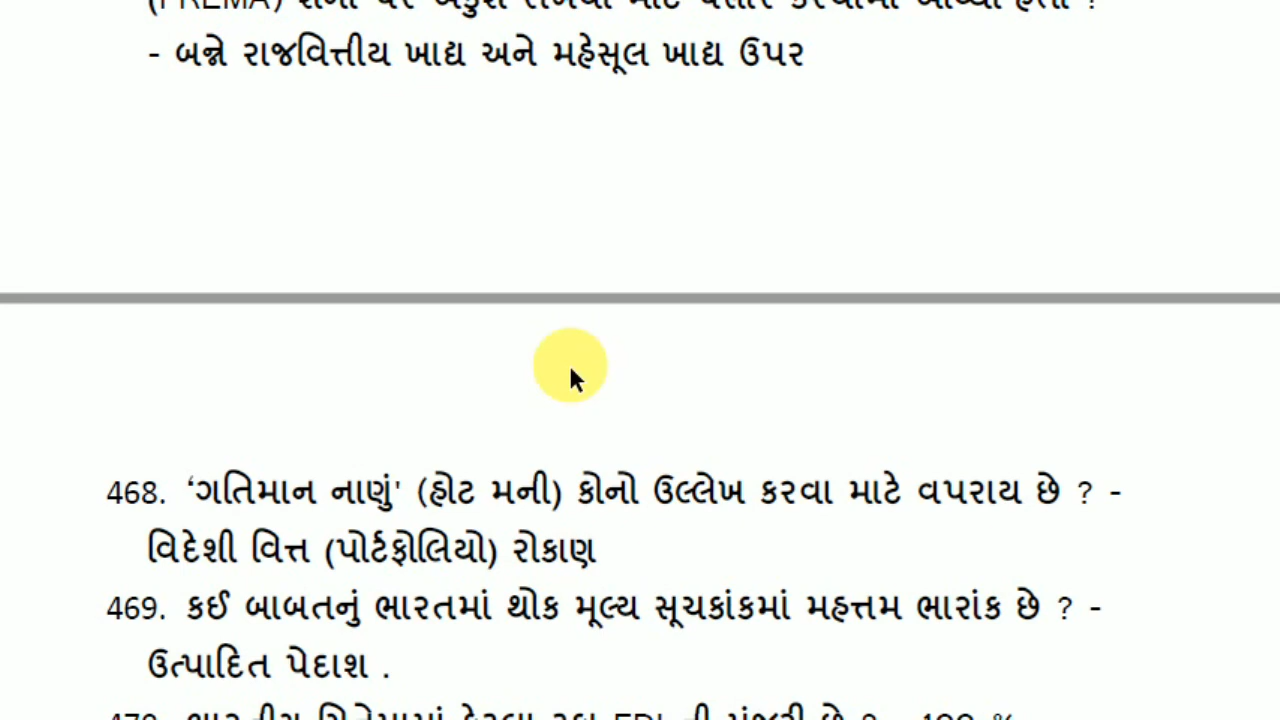 - બન્ને રાજવિત્તીય ખાદ્ય અને મહેસૂલ ખાદ્ય ઉપર
468. ‘ગતિમાન નાણું' (હોટ મની) કોનો ઉલ્લેખ કરવા માટે વપરાય છે ? -
વિદેશી વિત્ત (પોર્ટફોલિયો) રોકાણ
469. કઈ બાબતનું ભારતમાં થોક મૂલ્ય સૂચકાંકમાં મહત્તમ ભારાંક છે ? -
ઉત્પાદિત પેદાશ .